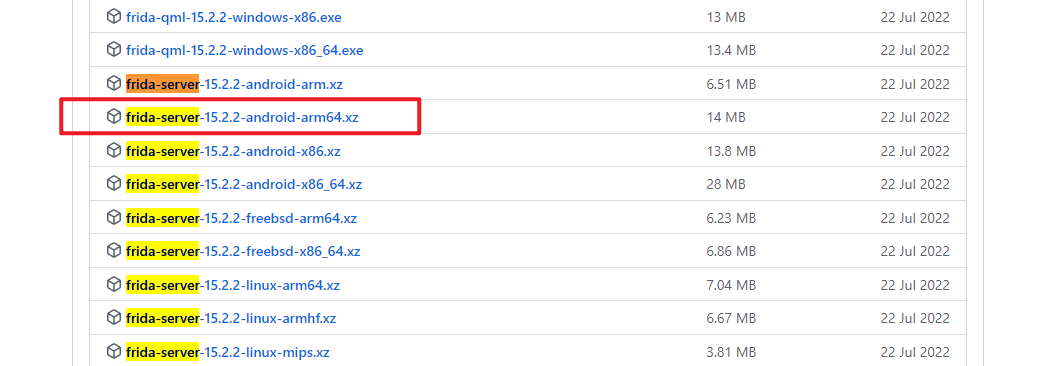 frida-qml-15.2.2-windows-x86.exe 13 MB 22 Jul 2022
frida-qml-15.2.2-windows-x86_64.exe 13.4 MB 22 Jul 2022
frida-server-15.2.2-android-arm.xz 6.51 MB 22 Jul 2022
frida-server-15.2.2-android-arm64.xz 14 MB 22 Jul 2022
frida-server-15.2.2-android-x86.xz 13.8 MB 22 Jul 2022
frida-server-15.2.2-android-x86_64.xz 28 MB 22 Jul 2022
frida-server-15.2.2-freebsd-arm64.xz 6.23 MB 22 Jul 2022
frida-server-15.2.2-freebsd-x86_64.xz 6.86 MB 22 Jul 2022
frida-server-15.2.2-linux-arm64.xz 7.04 MB 22 Jul 2022
frida-server-15.2.2-linux-armhf.xz 6.67 MB 22 Jul 2022
frida-server-15.2.2-linux-mips.xz 3.81 MB 22 Jul 2022